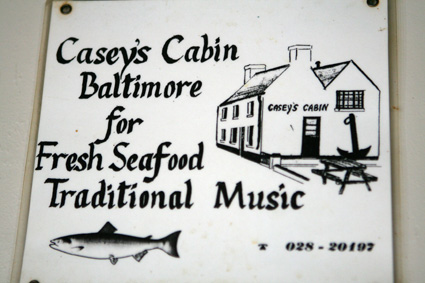 Casey's Cabin
Baltimore
for
Fresh Seafood
Traditional Music
CASEY'S CABIN
028-20197